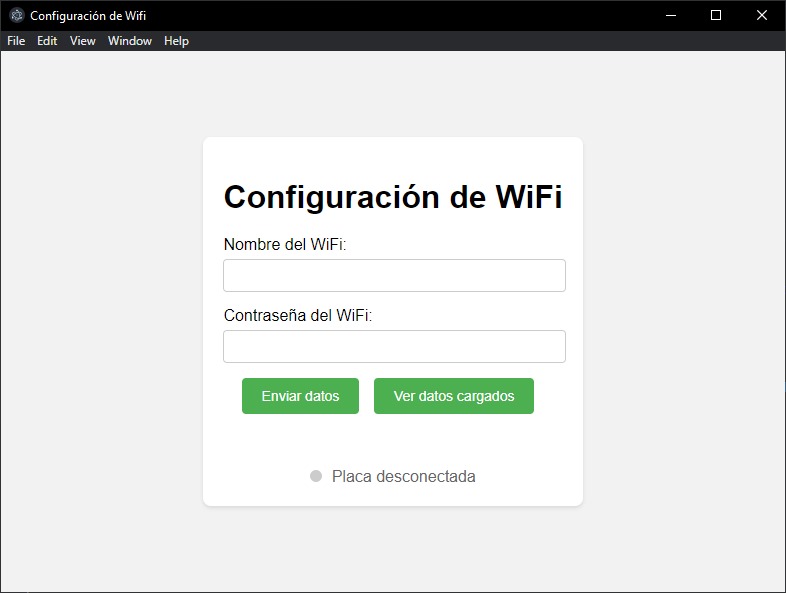 Configuración de Wifi
File Edit View Window Help
Configuración de WiFi
Nombre del WiFi:
Contraseña del WiFi:
Enviar datos Ver datos cargados
Placa desconectada